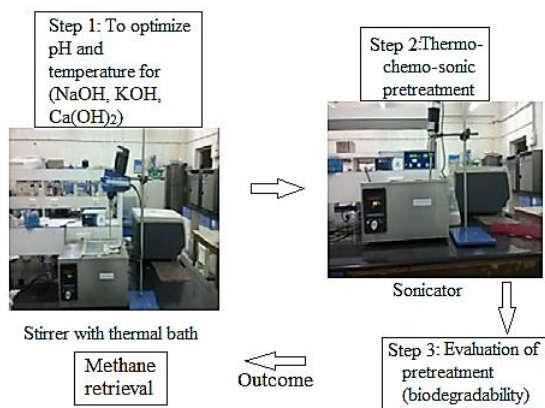 Step 1: To optimize
pH and
temperature for
(NaOH, KOH,
Ca(OH)₂)
Step 2:Thermo-
chemo-sonic
pretreatment
Stirrer with thermal bath
Sonicator
Step 3: Evaluation of
pretreatment
(biodegradability)
Outcome
Methane
retrieval